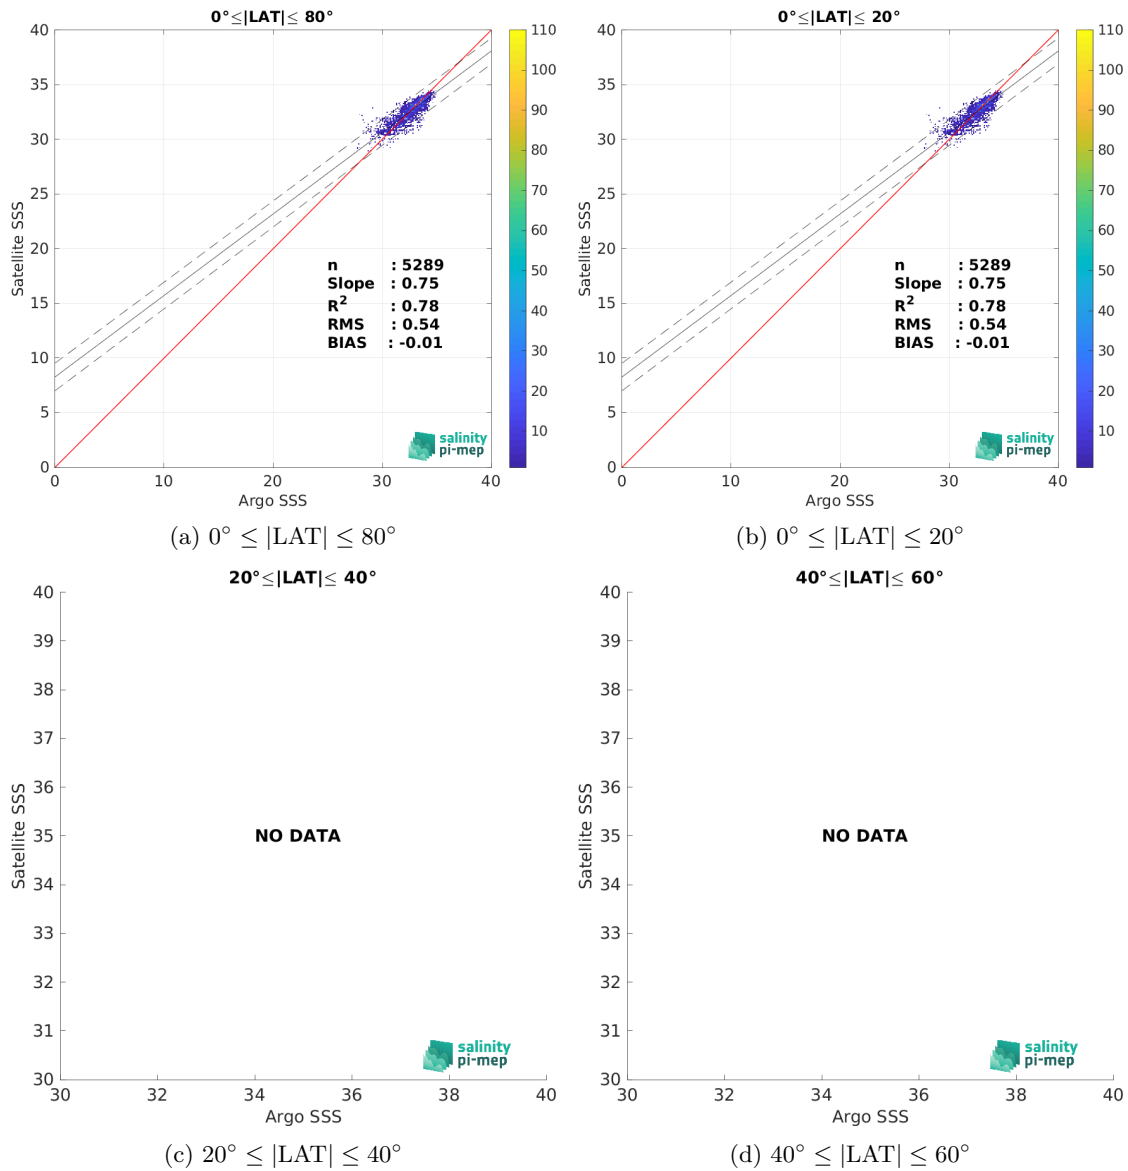 0°≤|LAT|≤ 80°
40
35
30
25
20
15
10
5
0
Satellite SSS
0
10
20
30
40
Argo SSS
n : 5289
Slope : 0.75
R² : 0.78
RMS : 0.54
BIAS : -0.01
salinity
pi-mep
110
100
90
80
70
60
50
40
30
20
10
(a) 0° ≤ |LAT| ≤ 80°
0°≤|LAT|≤ 20°
40
35
30
25
20
15
10
5
0
Satellite SSS
0
10
20
30
40
Argo SSS
n : 5289
Slope : 0.75
R² : 0.78
RMS : 0.54
BIAS : -0.01
salinity
pi-mep
110
100
90
80
70
60
50
40
30
20
10
(b) 0° ≤ |LAT| ≤ 20°
20°≤|LAT|≤ 40°
40
39
38
37
36
35
34
33
32
31
30
Satellite SSS
NO DATA
salinity
pi-mep
30
32
34
36
38
40
Argo SSS
(c) 20° ≤ |LAT| ≤ 40°
40°≤|LAT|≤ 60°
40
39
38
37
36
35
34
33
32
31
30
Satellite SSS
NO DATA
salinity
pi-mep
30
32
34
36
38
40
Argo SSS
(d) 40° ≤ |LAT| ≤ 60°